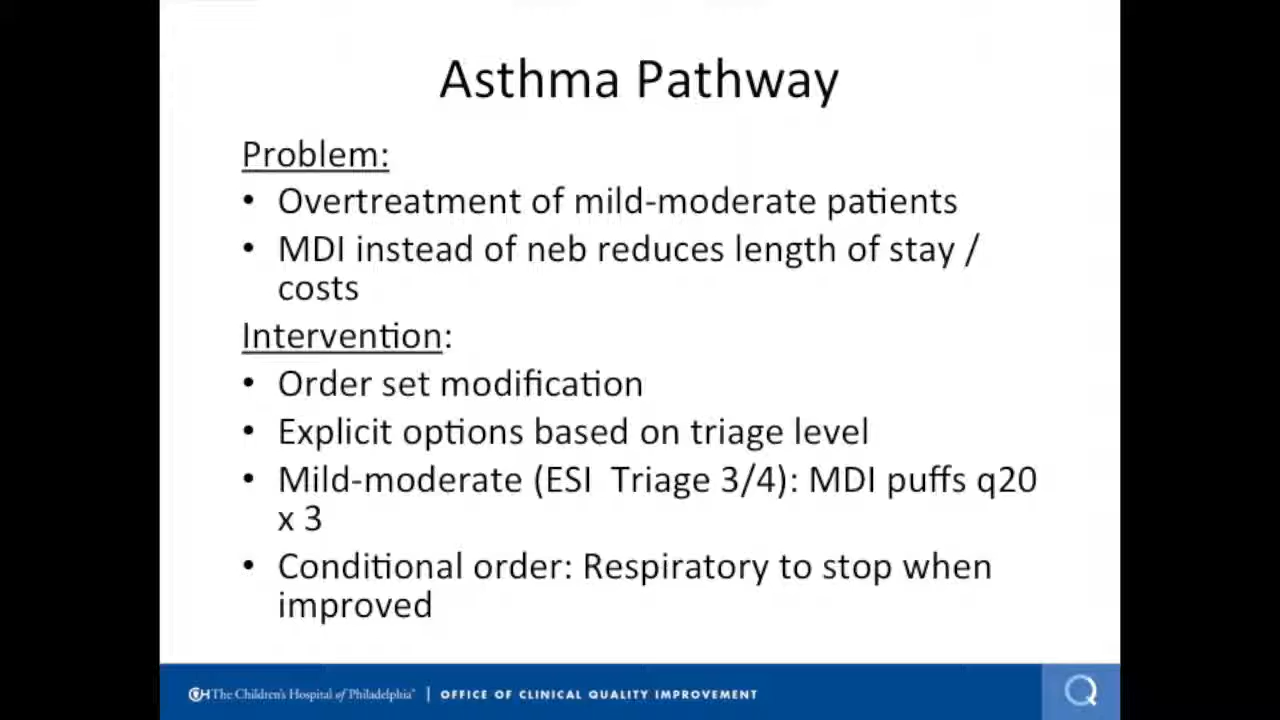 Asthma Pathway
Problem:
• Overtreatment of mild-moderate patients
• MDI instead of neb reduces length of stay /
costs
Intervention:
• Order set modification
• Explicit options based on triage level
• Mild-moderate (ESI  Triage 3/4): MDI puffs q20
x 3
• Conditional order: Respiratory to stop when
improved
CH The Children's Hospital of Philadelphia® | OFFICE OF CLINICAL QUALITY IMPROVEMENT Q